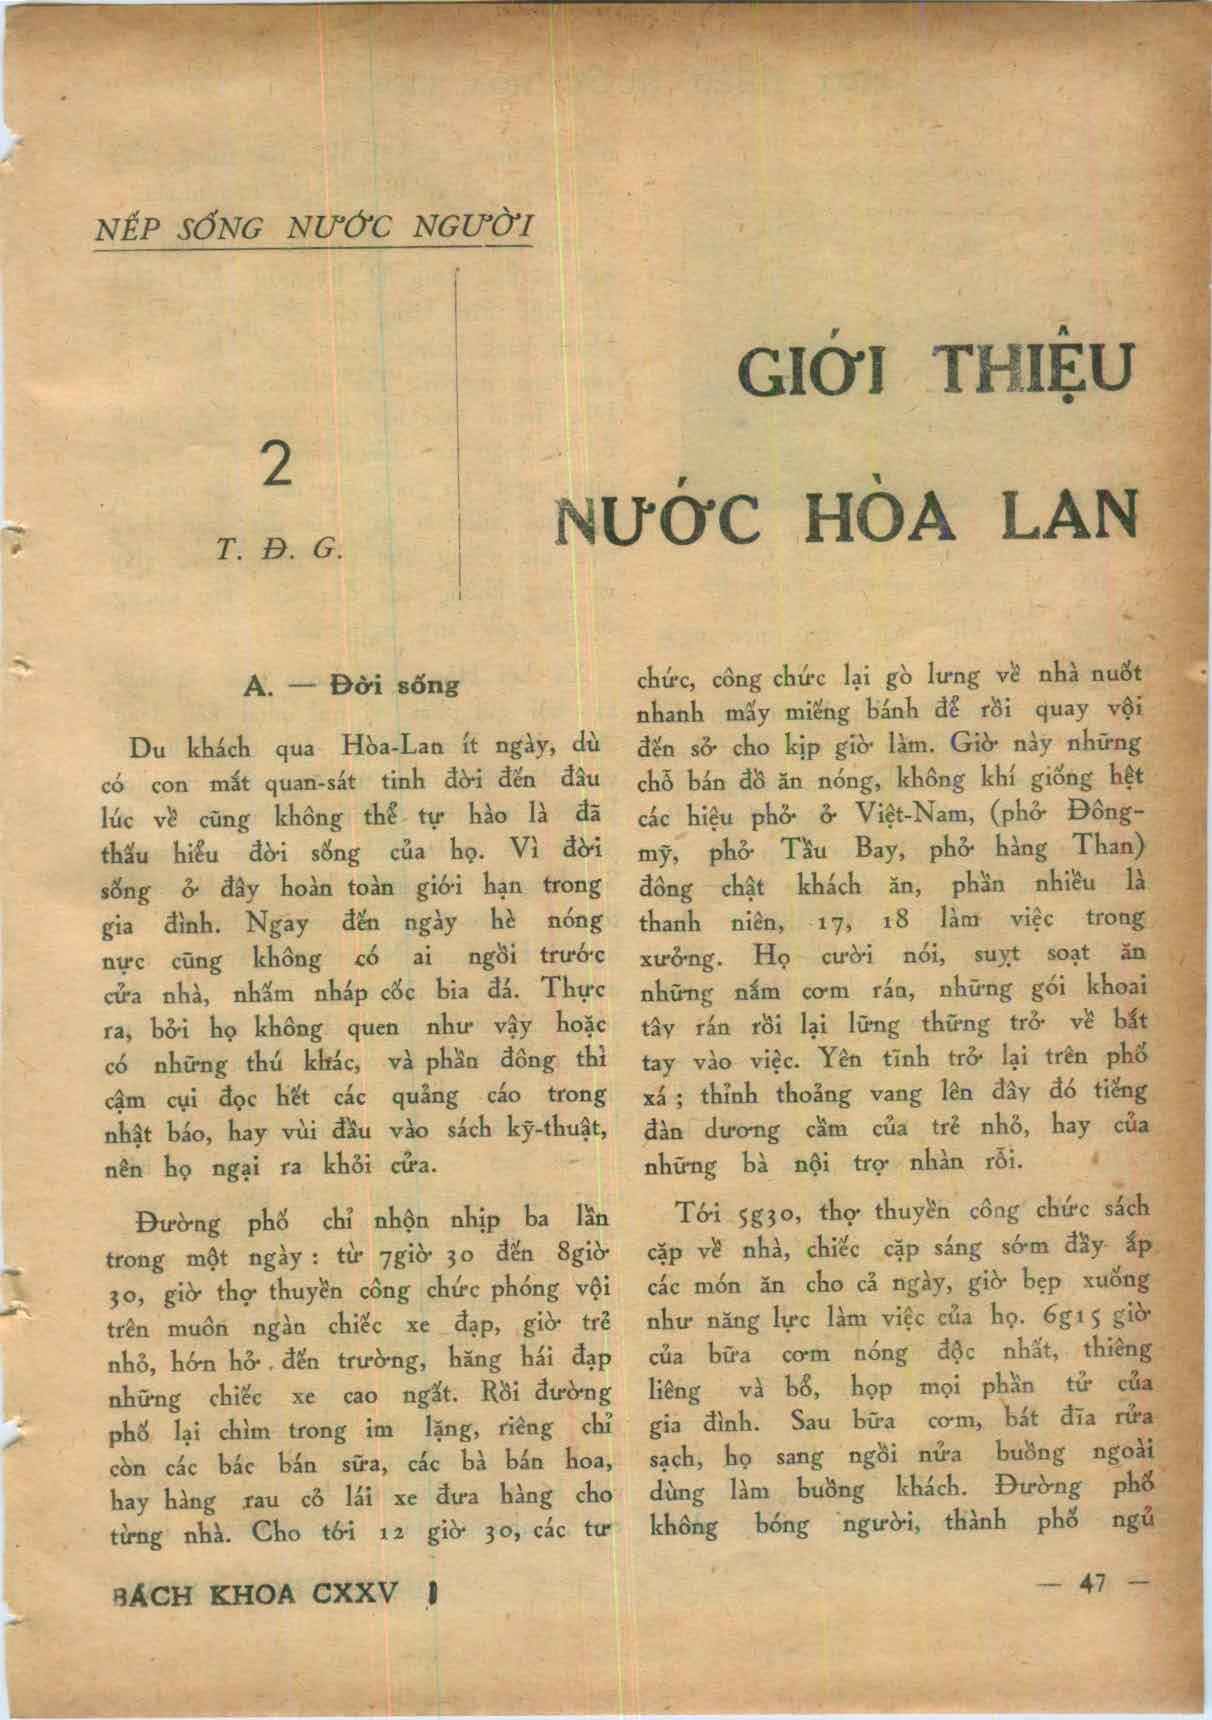 NẾP SỐNG NƯỚC NGƯỜI
GIỚI THIỆU
NƯỚC HÒA LAN
2
T. Đ. G.
A. — Đời sống
Du khách qua Hòa-Lan ít ngày, dù
có con mắt quan-sát tinh đời đến đâu
lúc về cũng không thể tự hào là đã
thấu hiểu đời sống của họ. Vì đời
sống ở đây hoàn toàn giới hạn trong
gia đình. Ngay đến ngày hè nóng
nực cũng không có ai ngồi trước
cửa nhà, nhấm nháp cốc bia đá. Thực
ra, bởi họ không quen như vậy hoặc
có những thú khác, và phần đông thì
cậm cụi đọc hết các quảng cáo trong
nhật báo, hay vùi đầu vào sách kỹ-thuật,
nên họ ngại ra khỏi cửa.
Đường phố chỉ nhộn nhịp ba lần
trong một ngày : từ 7giờ 30 đến 8giờ
30, giờ thợ thuyền công chức phóng vội
trên muôn ngàn chiếc xe đạp, giờ trẻ
nhỏ, hớn hở đến trường, hăng hái đạp
những chiếc xe cao ngất. Rồi đường
phố lại chìm trong im lặng, riêng chỉ
còn các bác bán sữa, các bà bán hoa,
hay hàng rau cỏ lái xe đưa hàng cho
từng nhà. Cho tới 12 giờ 30, các tư
chức, công chức lại gò lưng về nhà nuốt
nhanh mấy miếng bánh để rồi quay vội
đến sở cho kịp giờ làm. Giờ này những
chỗ bán đồ ăn nóng, không khí giống hệt
các hiệu phở ở Việt-Nam, (phở Đông-
mỹ, phở Tầu Bay, phở hàng Than)
đông chật khách ăn, phần nhiều là
thanh niên, 17, 18 làm việc trong
xưởng. Họ cười nói, suyt soạt ăn
những nắm cơm rán, những gói khoai
tây rán rồi lại lững thững trở về bắt
tay vào việc. Yên tĩnh trở lại trên phố
xá ; thỉnh thoảng vang lên đây đó tiếng
đàn dương cầm của trẻ nhỏ, hay của
những bà nội trợ nhàn rỗi.
Tới 5g30, thợ thuyền công chức sách
cặp về nhà, chiếc cặp sáng sớm đầy ắp
các món ăn cho cả ngày, giờ bẹp xuống
như năng lực làm việc của họ. 6g15 giờ
của bữa cơm nóng độc nhất, thiêng
liêng và bổ, họp mọi phần tử của
gia đình. Sau bữa cơm, bát đĩa rửa
sạch, họ sang ngồi nửa buồng ngoài
dùng làm buồng khách. Đường phố
không bóng người, thành phố ngủ
BÁCH KHOA CXXV
— 47 —